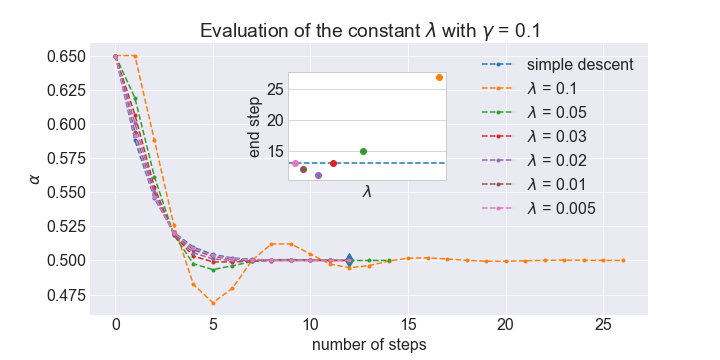 Evaluation of the constant λ with γ = 0.1
α
0.650
0.625
0.600
0.575
0.550
0.525
0.500
0.475
0
5
10
15
20
25
number of steps
end step
25
20
15
λ
simple descent
λ = 0.1
λ = 0.05
λ = 0.03
λ = 0.02
λ = 0.01
λ = 0.005